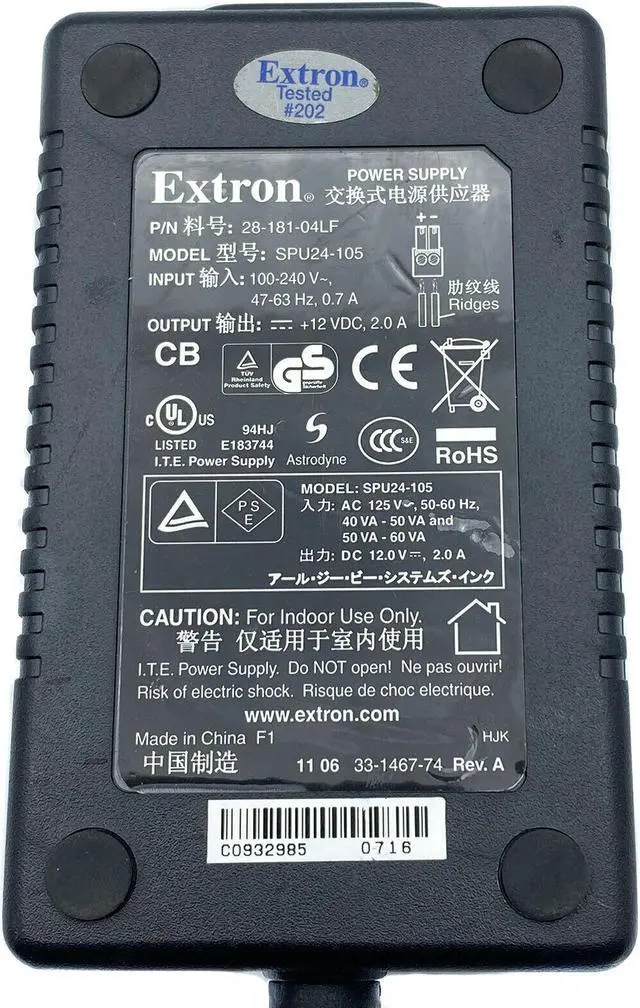 Extron®
Tested
#202
Extron®
POWER SUPPLY
交换式电源供应器
P/N 料号: 28-181-04LF
MODEL 型号: SPU24-105
INPUT 输入: 100-240 V~,
47-63 Hz, 0.7 A
OUTPUT 输出: ⎓ +12 VDC, 2.0 A
+ -
肋纹线
Ridges
CB
TÜV
Rheinland
Product Safety
GS
geprüfte
Sicherheit
CE
C UL US
LISTED
I.T.E. Power Supply
94HJ
E183744
S
Astrodyne
CCC S&E
RoHS
PSE
MODEL: SPU24-105
入力: AC 125 V~, 50-60 Hz,
40 VA - 50 VA and
50 VA - 60 VA
出力: DC 12.0 V⎓, 2.0 A
アール・ジー・ビー・システムズ・インク
CAUTION: For Indoor Use Only.
警告 仅适用于室内使用
I.T.E. Power Supply. Do NOT open! Ne pas ouvrir!
Risk of electric shock. Risque de choc electrique.
www.extron.com
Made in China F1
HJK
中国制造
11 06 33-1467-74 Rev. A
C0932985 0716